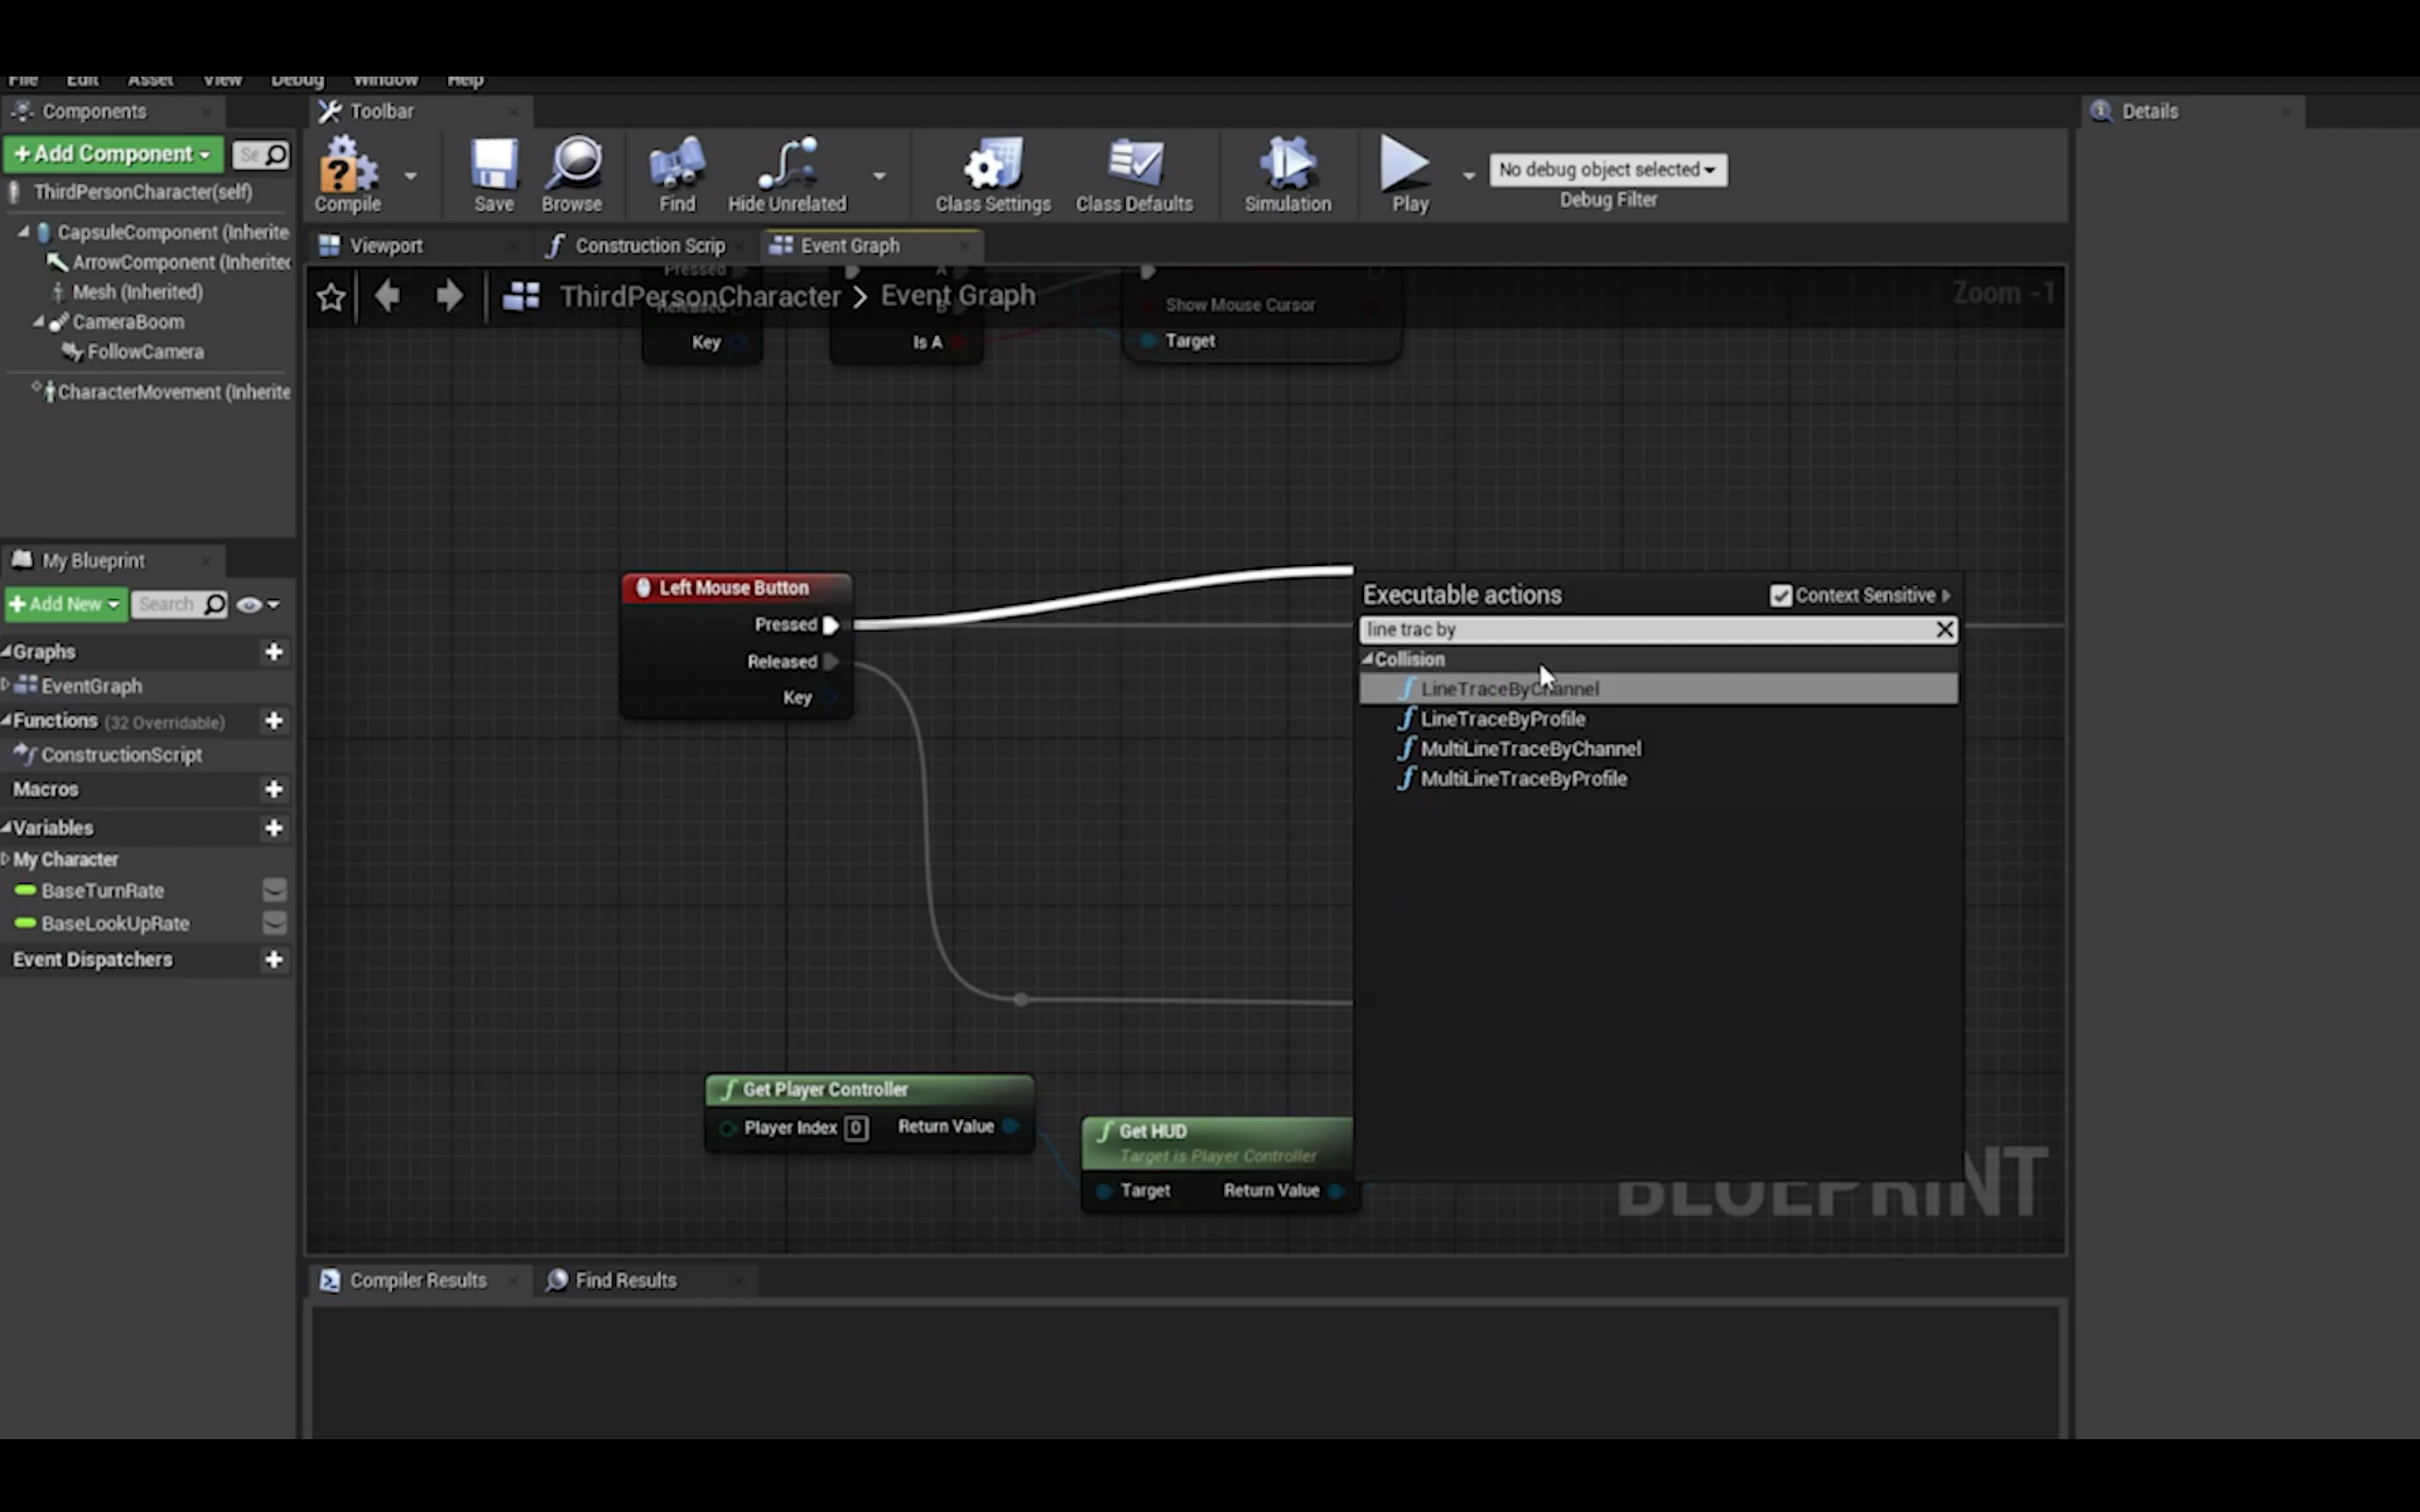 File Edit Asset View Debug Window Help
Components
Toolbar
Details
+Add Component
Se
ThirdPersonCharacter(self)
CapsuleComponent (Inherite
ArrowComponent (Inherited
Mesh (Inherited)
CameraBoom
FollowCamera
CharacterMovement (Inherite
Compile
Save
Browse
Find
Hide Unrelated
Class Settings
Class Defaults
Simulation
Play
No debug object selected
Debug Filter
Viewport
Construction Scrip
Event Graph
ThirdPersonCharacter > Event Graph
Zoom -1
Pressed
Released
Key
A
B
Is A
Show Mouse Cursor
Target
My Blueprint
+Add New
Search
Graphs
EventGraph
Functions (32 Overridable)
ConstructionScript
Macros
Variables
My Character
BaseTurnRate
BaseLookUpRate
Event Dispatchers
Left Mouse Button
Pressed
Released
Key
Executable actions
Context Sensitive
line trac by
Collision
LineTraceByChannel
LineTraceByProfile
MultiLineTraceByChannel
MultiLineTraceByProfile
Get Player Controller
Player Index 0
Return Value
Get HUD
Target is Player Controller
Target
Return Value
BLUEPRINT
Compiler Results
Find Results